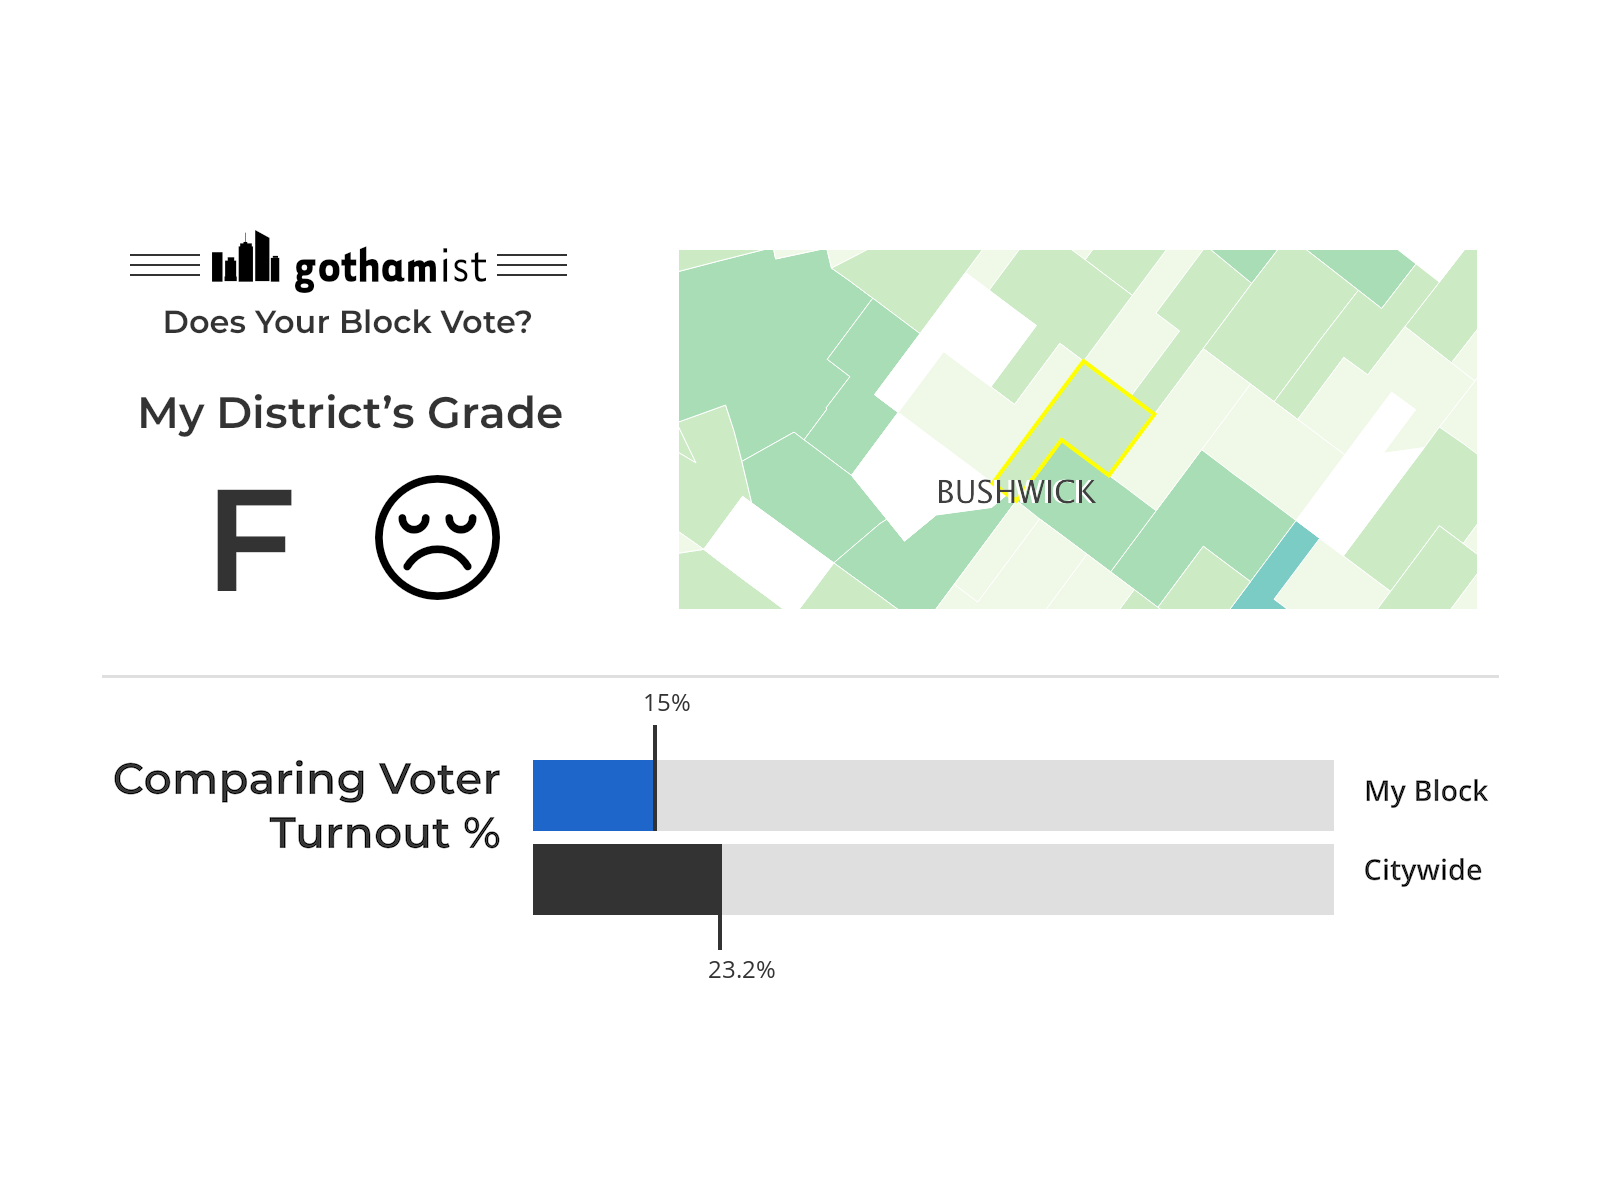 gothamist
Does Your Block Vote?
My District’s Grade
F
BUSHWICK
15%
Comparing Voter
Turnout %
My Block
Citywide
23.2%